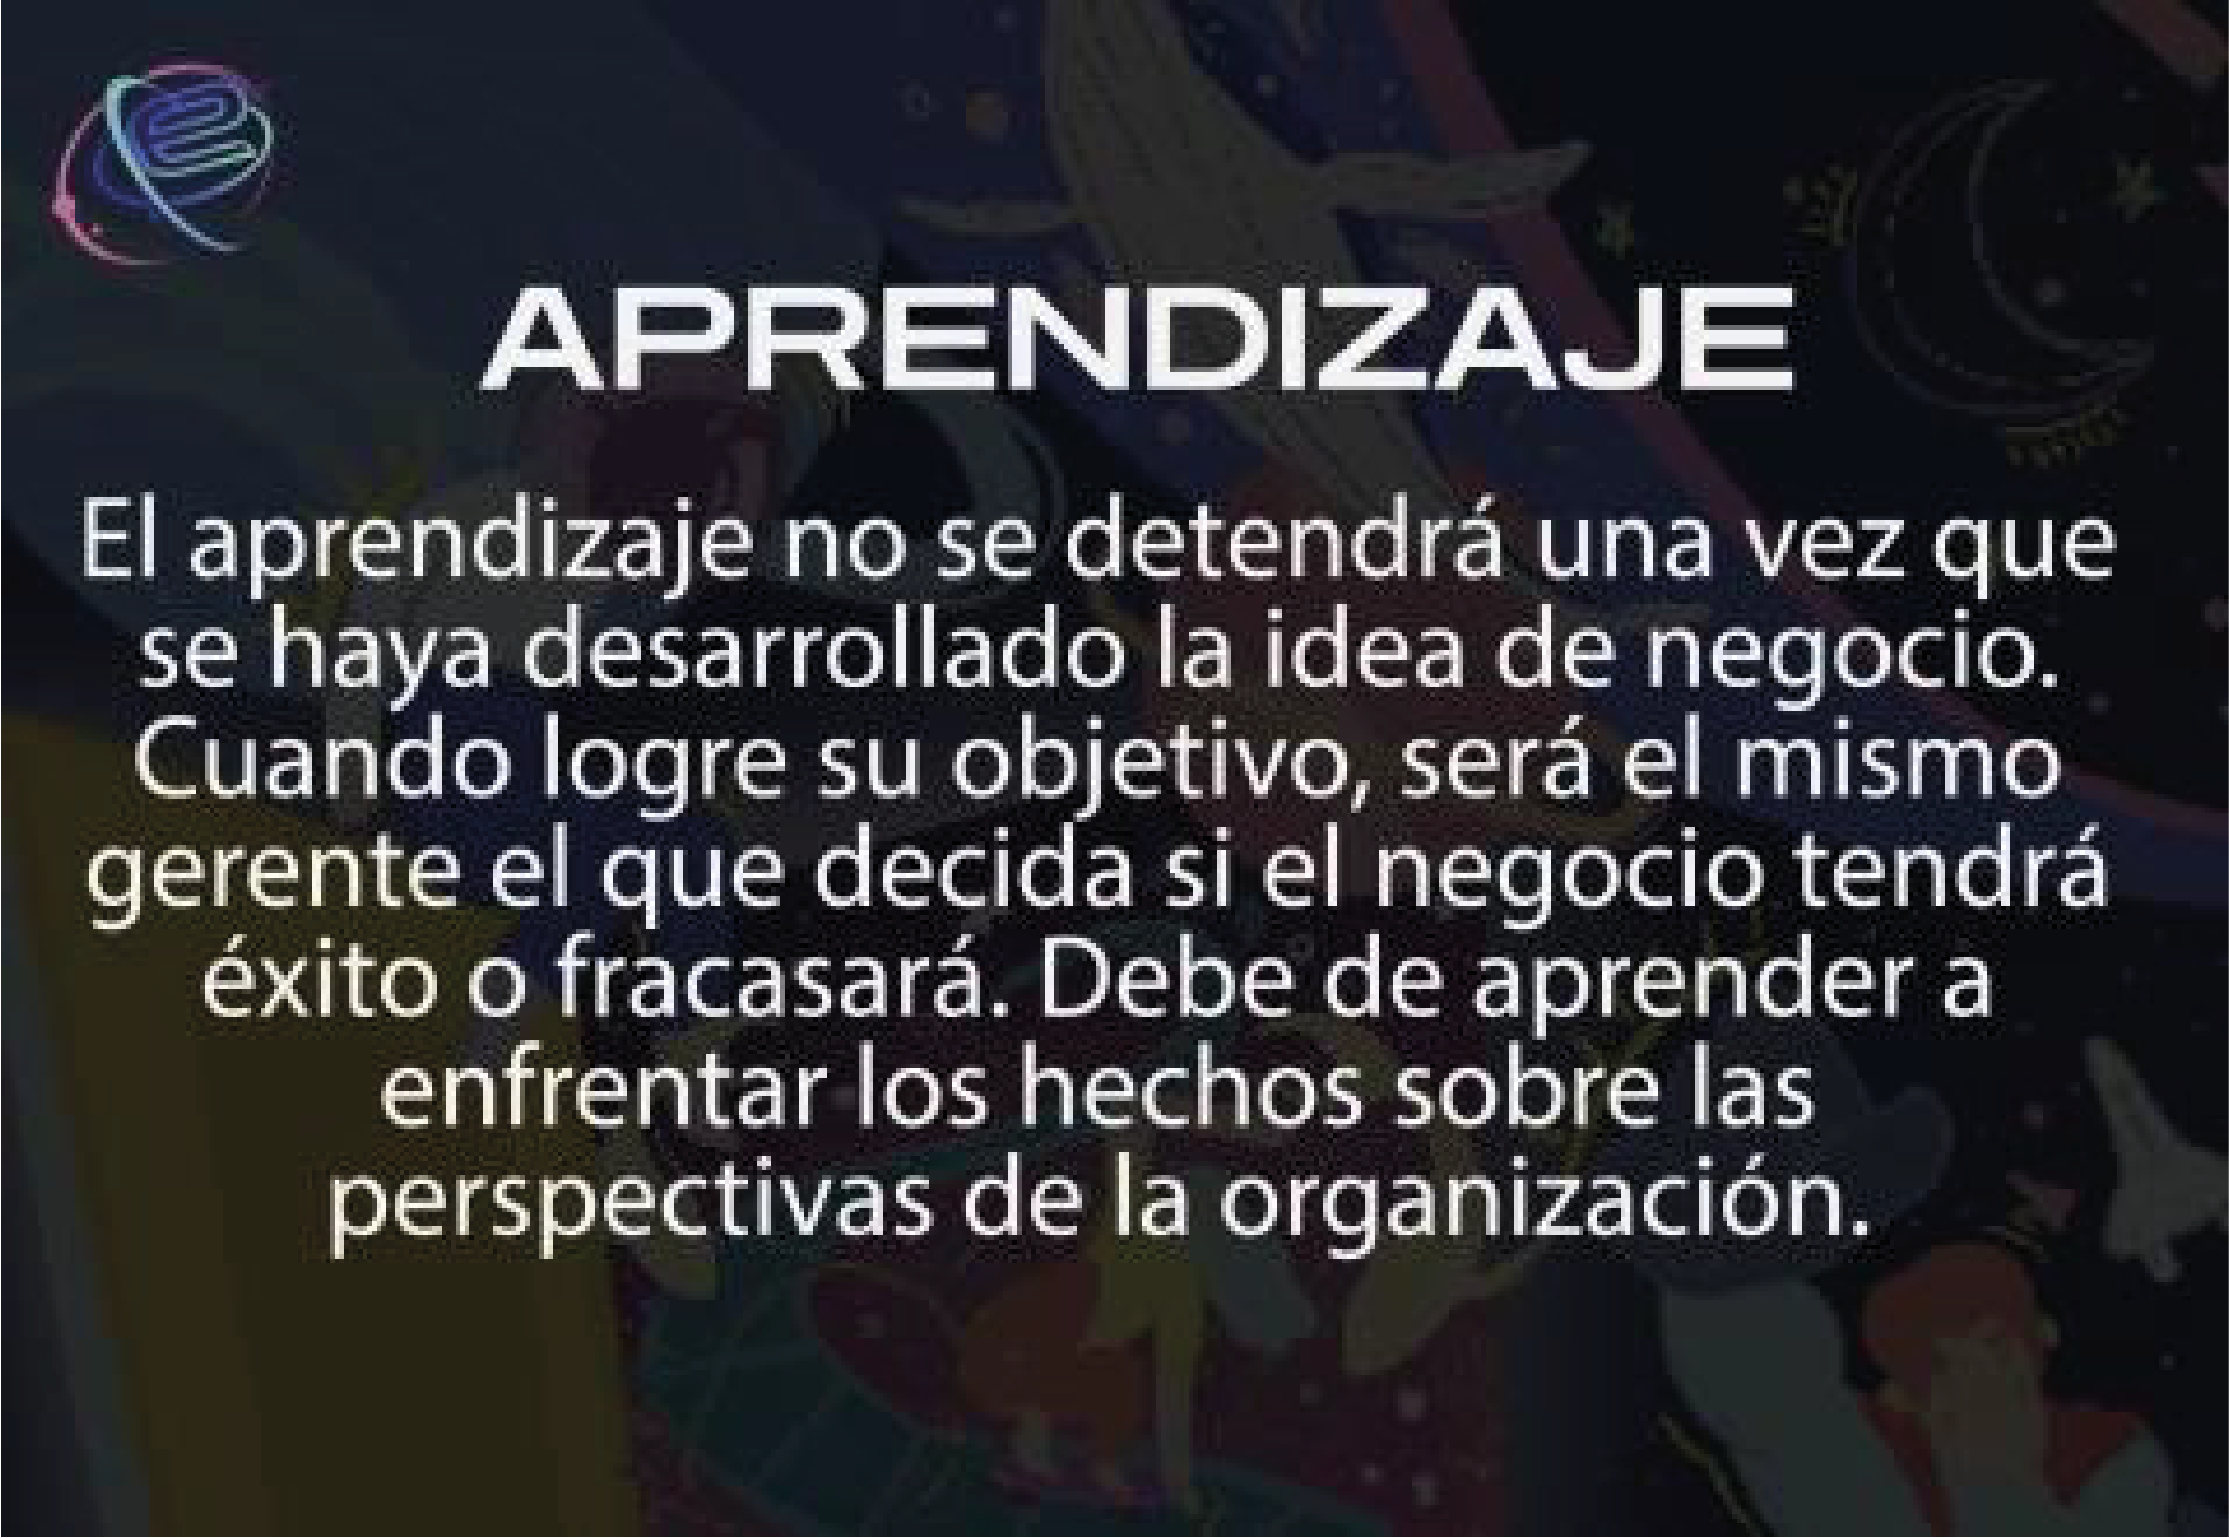 APRENDIZAJE
El aprendizaje no se detendrá una vez que
se haya desarrollado la idea de negocio.
Cuando logre su objetivo, será el mismo
gerente el que decida si el negocio tendrá
éxito o fracasará. Debe de aprender a
enfrentar los hechos sobre las
perspectivas de la organización.